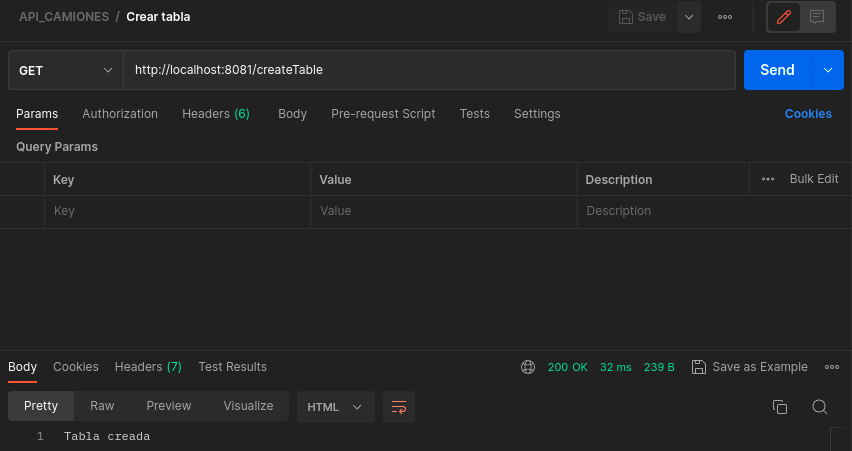 API_CAMIONES / Crear tabla Save
GET http://localhost:8081/createTable Send
Params Authorization Headers (6) Body Pre-request Script Tests Settings Cookies
Query Params
Key Value Description Bulk Edit
Key Value Description
Body Cookies Headers (7) Test Results 200 OK 32 ms 239 B Save as Example
Pretty Raw Preview Visualize HTML
1 Tabla creada